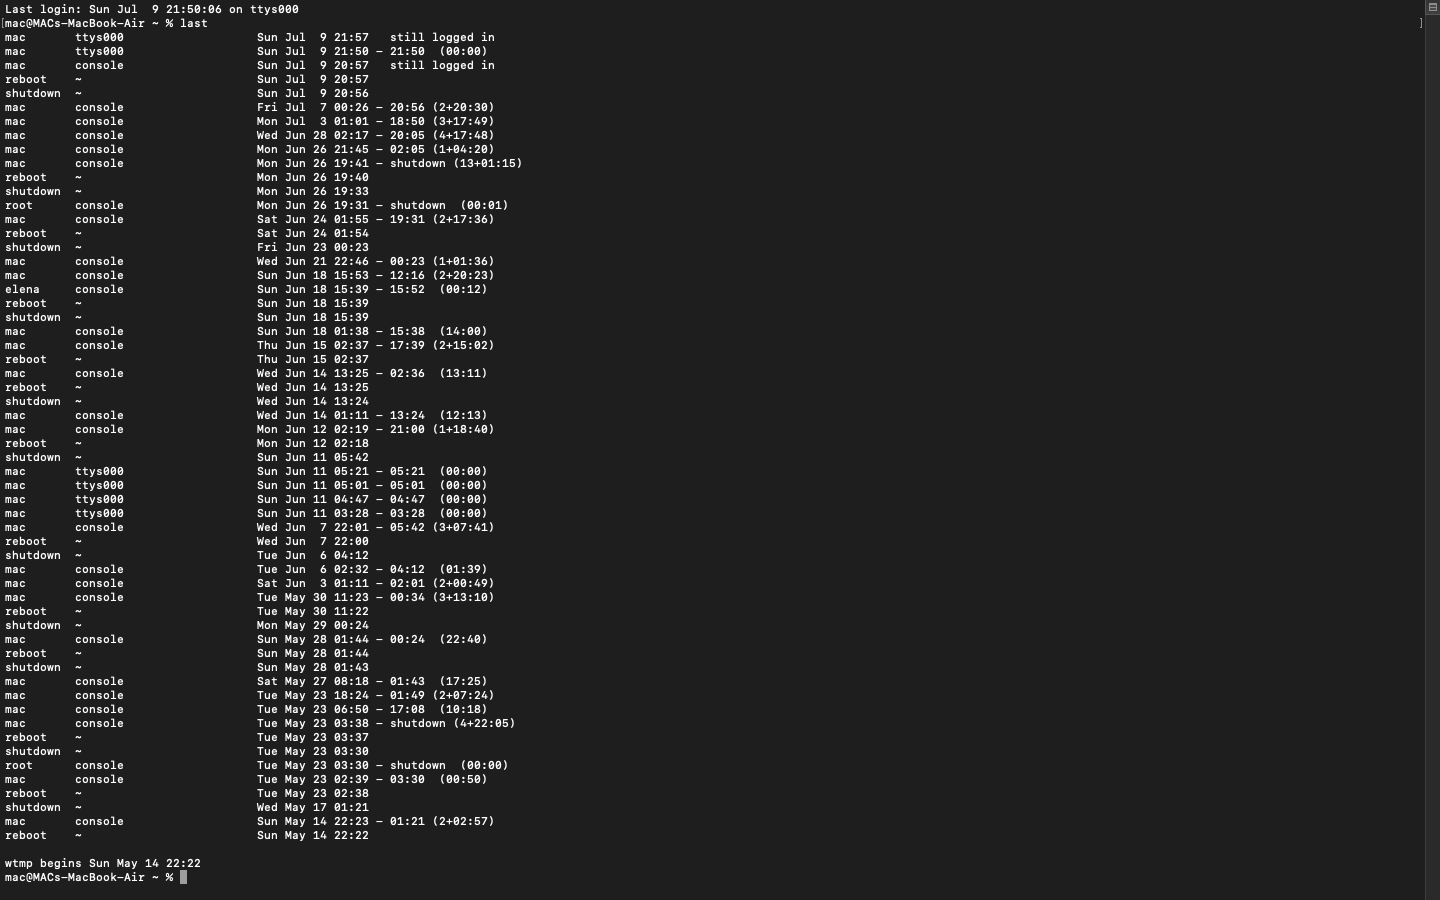 Last login: Sun Jul  9 21:50:06 on ttys000
[mac@MACs-MacBook-Air ~ % last ]
mac       ttys000                   Sun Jul  9 21:57   still logged in
mac       ttys000                   Sun Jul  9 21:50 - 21:50  (00:00)
mac       console                   Sun Jul  9 20:57   still logged in
reboot    ~                         Sun Jul  9 20:57
shutdown  ~                         Sun Jul  9 20:56
mac       console                   Fri Jul  7 00:26 - 20:56 (2+20:30)
mac       console                   Mon Jul  3 01:01 - 18:50 (3+17:49)
mac       console                   Wed Jun 28 02:17 - 20:05 (4+17:48)
mac       console                   Mon Jun 26 21:45 - 02:05 (1+04:20)
mac       console                   Mon Jun 26 19:41 - shutdown (13+01:15)
reboot    ~                         Mon Jun 26 19:40
shutdown  ~                         Mon Jun 26 19:33
root      console                   Mon Jun 26 19:31 - shutdown  (00:01)
mac       console                   Sat Jun 24 01:55 - 19:31 (2+17:36)
reboot    ~                         Sat Jun 24 01:54
shutdown  ~                         Fri Jun 23 00:23
mac       console                   Wed Jun 21 22:46 - 00:23 (1+01:36)
mac       console                   Sun Jun 18 15:53 - 12:16 (2+20:23)
elena     console                   Sun Jun 18 15:39 - 15:52  (00:12)
reboot    ~                         Sun Jun 18 15:39
shutdown  ~                         Sun Jun 18 15:39
mac       console                   Sun Jun 18 01:38 - 15:38  (14:00)
mac       console                   Thu Jun 15 02:37 - 17:39 (2+15:02)
reboot    ~                         Thu Jun 15 02:37
mac       console                   Wed Jun 14 13:25 - 02:36  (13:11)
reboot    ~                         Wed Jun 14 13:25
shutdown  ~                         Wed Jun 14 13:24
mac       console                   Wed Jun 14 01:11 - 13:24  (12:13)
mac       console                   Mon Jun 12 02:19 - 21:00 (1+18:40)
reboot    ~                         Mon Jun 12 02:18
shutdown  ~                         Sun Jun 11 05:42
mac       ttys000                   Sun Jun 11 05:21 - 05:21  (00:00)
mac       ttys000                   Sun Jun 11 05:01 - 05:01  (00:00)
mac       ttys000                   Sun Jun 11 04:47 - 04:47  (00:00)
mac       ttys000                   Sun Jun 11 03:28 - 03:28  (00:00)
mac       console                   Wed Jun  7 22:01 - 05:42 (3+07:41)
reboot    ~                         Wed Jun  7 22:00
shutdown  ~                         Tue Jun  6 04:12
mac       console                   Tue Jun  6 02:32 - 04:12  (01:39)
mac       console                   Sat Jun  3 01:11 - 02:01 (2+00:49)
mac       console                   Tue May 30 11:23 - 00:34 (3+13:10)
reboot    ~                         Tue May 30 11:22
shutdown  ~                         Mon May 29 00:24
mac       console                   Sun May 28 01:44 - 00:24  (22:40)
reboot    ~                         Sun May 28 01:44
shutdown  ~                         Sun May 28 01:43
mac       console                   Sat May 27 08:18 - 01:43  (17:25)
mac       console                   Tue May 23 18:24 - 01:49 (2+07:24)
mac       console                   Tue May 23 06:50 - 17:08  (10:18)
mac       console                   Tue May 23 03:38 - shutdown (4+22:05)
reboot    ~                         Tue May 23 03:37
shutdown  ~                         Tue May 23 03:30
root      console                   Tue May 23 03:30 - shutdown  (00:00)
mac       console                   Tue May 23 02:39 - 03:30  (00:50)
reboot    ~                         Tue May 23 02:38
shutdown  ~                         Wed May 17 01:21
mac       console                   Sun May 14 22:23 - 01:21 (2+02:57)
reboot    ~                         Sun May 14 22:22

wtmp begins Sun May 14 22:22
mac@MACs-MacBook-Air ~ %